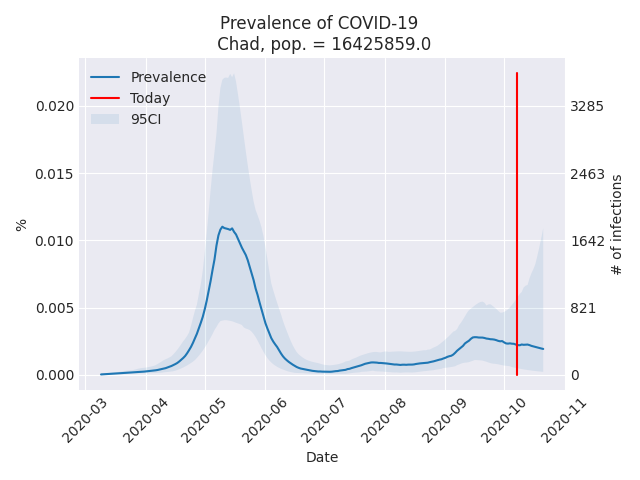 Prevalence of COVID-19
Chad, pop. = 16425859.0
Prevalence
Today
95CI
0.020
0.015
0.010
0.005
0.000
%
3285
2463
1642
821
0
# of infections
2020-03
2020-04
2020-05
2020-06
2020-07
2020-08
2020-09
2020-10
2020-11
Date